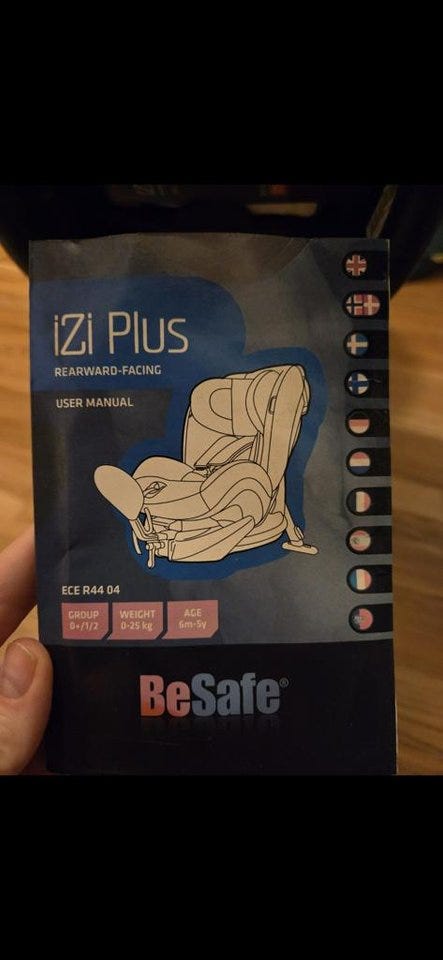 iZi Plus
REARWARD-FACING
USER MANUAL
ECE R44 04
GROUP
0+/1/2
WEIGHT
0-25 kg
AGE
6m-5y
BeSafe®